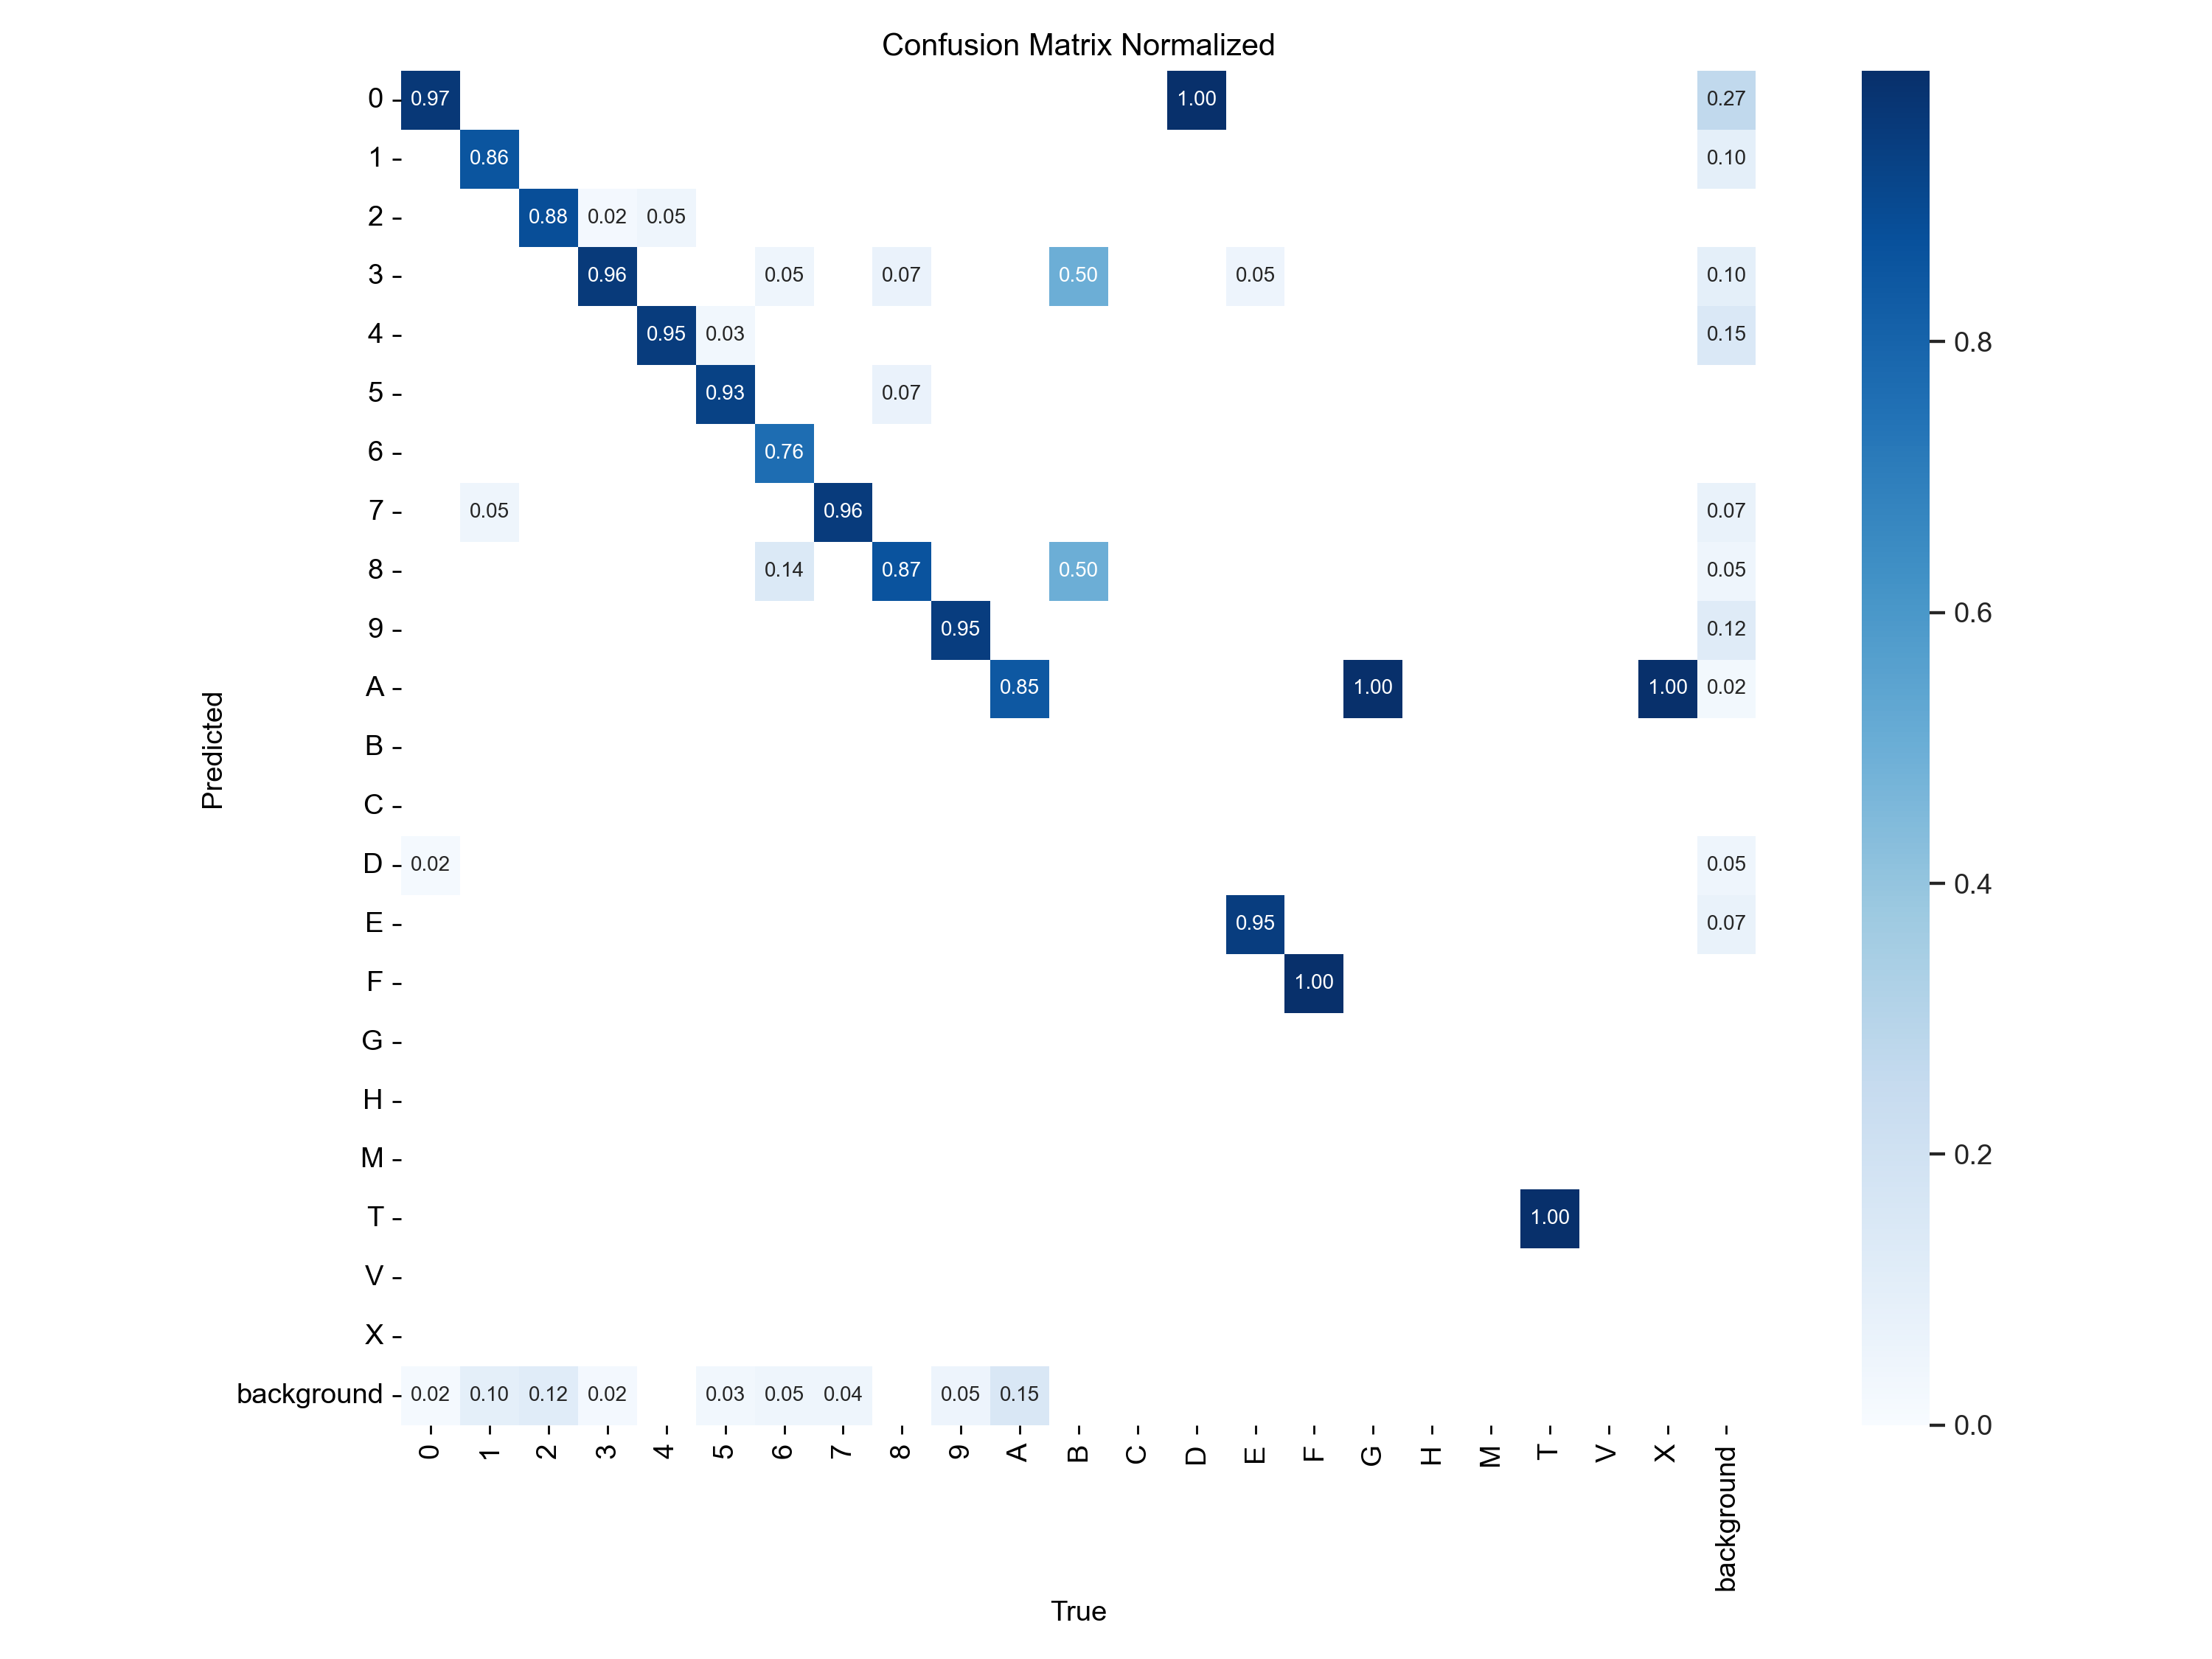 Confusion Matrix Normalized
0 0.97 1.00 0.27
1 0.86 0.10
2 0.88 0.02 0.05
3 0.96 0.05 0.07 0.50 0.05 0.10
4 0.95 0.03 0.15
5 0.93 0.07
6 0.76
7 0.05 0.96 0.07
8 0.14 0.87 0.50 0.05
9 0.95 0.12
A 0.85 1.00 1.00 0.02
B
C
D 0.02 0.05
E 0.95 0.07
F 1.00
G
H
M
T 1.00
V
X
background 0.02 0.10 0.12 0.02 0.03 0.05 0.04 0.05 0.15
0 1 2 3 4 5 6 7 8 9 A B C D E F G H M T V X background
True
Predicted
0.8
0.6
0.4
0.2
0.0